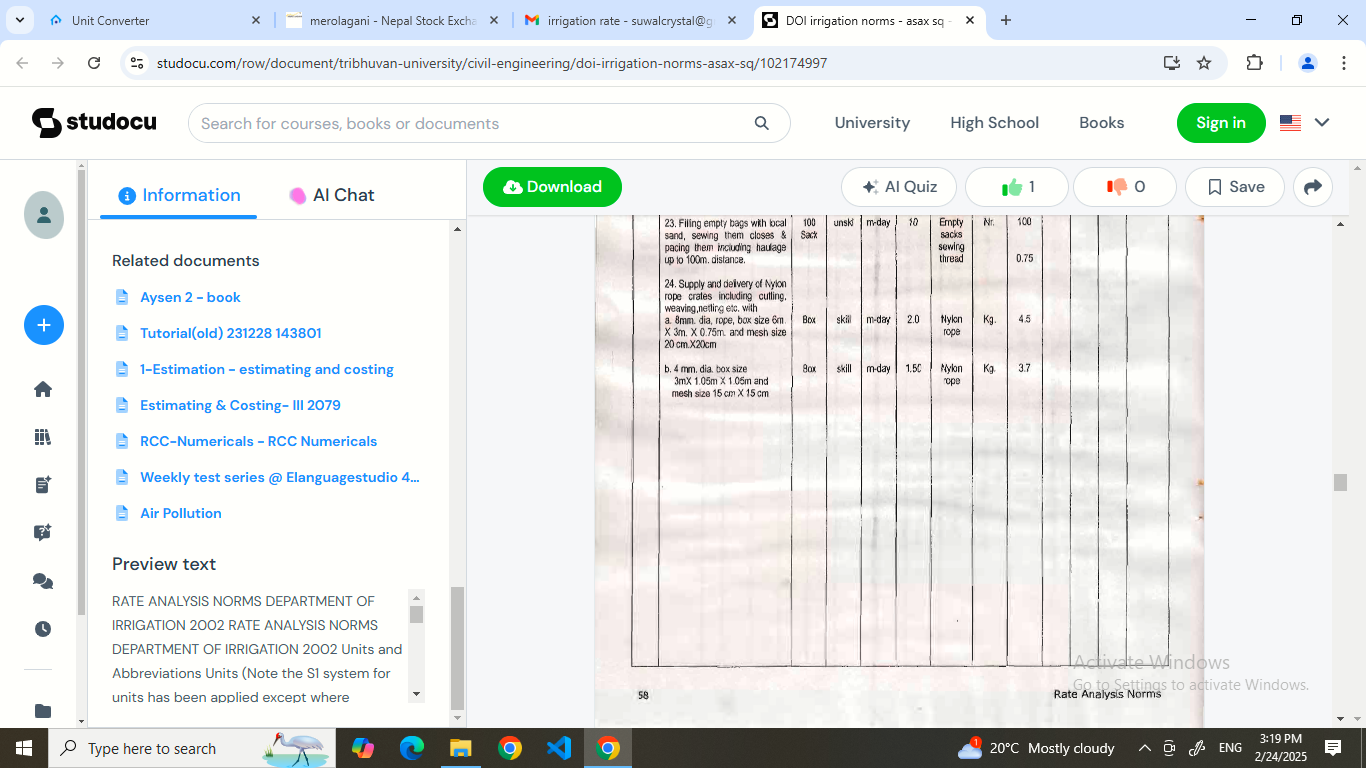 Unit Converter
merolagani - Nepal Stock Excha
irrigation rate - suwalcrystal@g
DOI irrigation norms - asax sq -
studocu.com/row/document/tribhuvan-university/civil-engineering/doi-irrigation-norms-asax-sq/102174997
studocu
Search for courses, books or documents
University
High School
Books
Sign in
Information
AI Chat
Download
AI Quiz
1
0
Save
Related documents
Aysen 2 - book
Tutorial(old) 231228 143801
1-Estimation - estimating and costing
Estimating & Costing- III 2079
RCC-Numericals - RCC Numericals
Weekly test series @ Elanguagestudio 4...
Air Pollution
Preview text
RATE ANALYSIS NORMS DEPARTMENT OF
IRRIGATION 2002 RATE ANALYSIS NORMS
DEPARTMENT OF IRRIGATION 2002 Units and
Abbreviations Units (Note the S1 system for
units has been applied except where
23. Filling empty bags with local 100 unskl m-day 10 Empty Nr. 100
sand, sewing them closes & Sack sacks
pacing them including haulage sewing
up to 100m. distance. thread 0.75
24. Supply and delivery of Nylon
rope crates including cutting,
weaving,netling etc. with
a. 8mm. dia, rope, box size 6m. Box skill m-day 2.0 Nylon Kg. 4.5
X 3m. X 0.75m. and mesh size rope
20 cm.X20cm
b. 4 mm. dia. box size Box skill m-day 1.50 Nylon Kg. 3.7
3mX 1.05m X 1.05m and rope
mesh size 15 cm X 15 cm
58
Rate Analysis Norms
Activate Windows
Go to Settings to activate Windows.
Type here to search
1
20°C Mostly cloudy
ENG
3:19 PM
2/24/2025